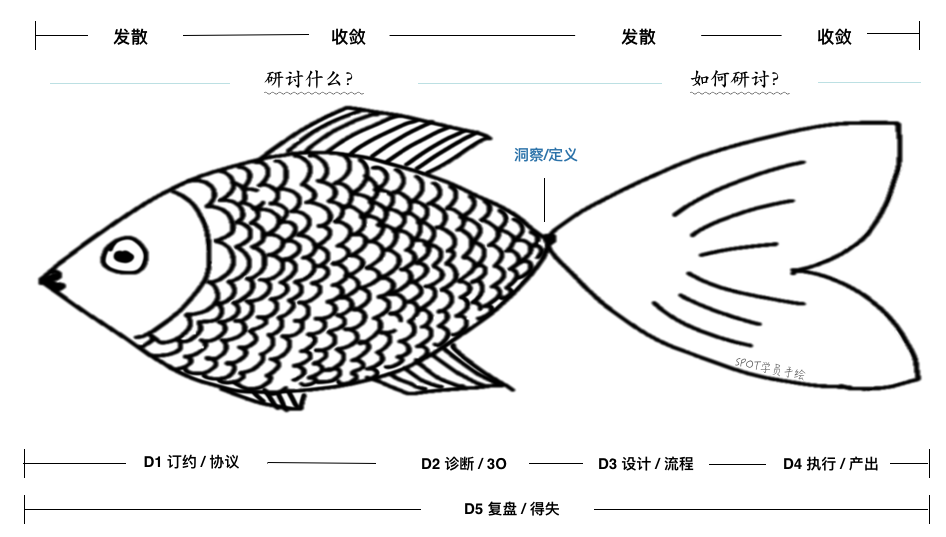 发散 收敛 发散 收敛
研讨什么? 如何研讨?
洞察/定义
SPOT学员手绘
D1 订约 / 协议 D2 诊断 / 3O D3 设计 / 流程 D4 执行 / 产出
D5 复盘 / 得失